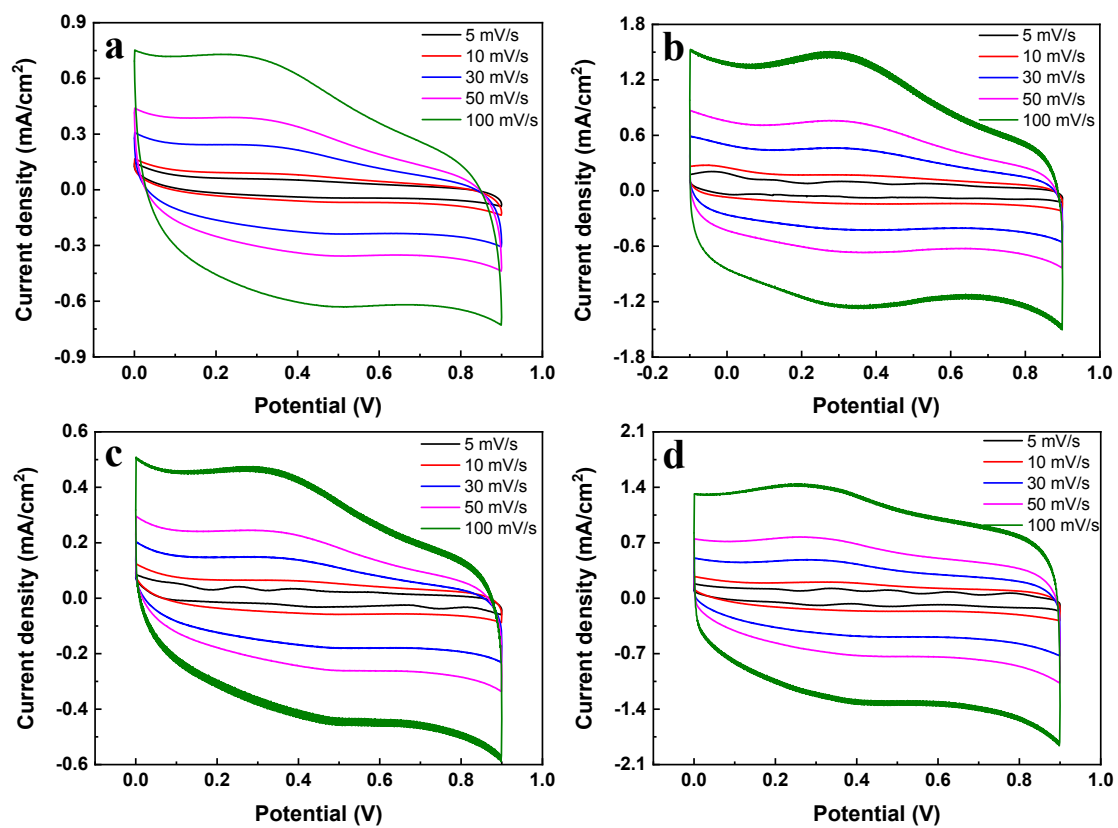 a
5 mV/s
10 mV/s
30 mV/s
50 mV/s
100 mV/s
Current density (mA/cm²)
0.9
0.6
0.3
0.0
-0.3
-0.6
-0.9
0.0 0.2 0.4 0.6 0.8 1.0
Potential (V)
b
5 mV/s
10 mV/s
30 mV/s
50 mV/s
100 mV/s
Current density (mA/cm²)
1.8
1.2
0.6
0.0
-0.6
-1.2
-1.8
-0.2 0.0 0.2 0.4 0.6 0.8 1.0
Potential (V)
c
5 mV/s
10 mV/s
30 mV/s
50 mV/s
100 mV/s
Current density (mA/cm²)
0.6
0.4
0.2
0.0
-0.2
-0.4
-0.6
0.0 0.2 0.4 0.6 0.8 1.0
Potential (V)
d
5 mV/s
10 mV/s
30 mV/s
50 mV/s
100 mV/s
Current density (mA/cm²)
2.1
1.4
0.7
0.0
-0.7
-1.4
-2.1
0.0 0.2 0.4 0.6 0.8 1.0
Potential (V)